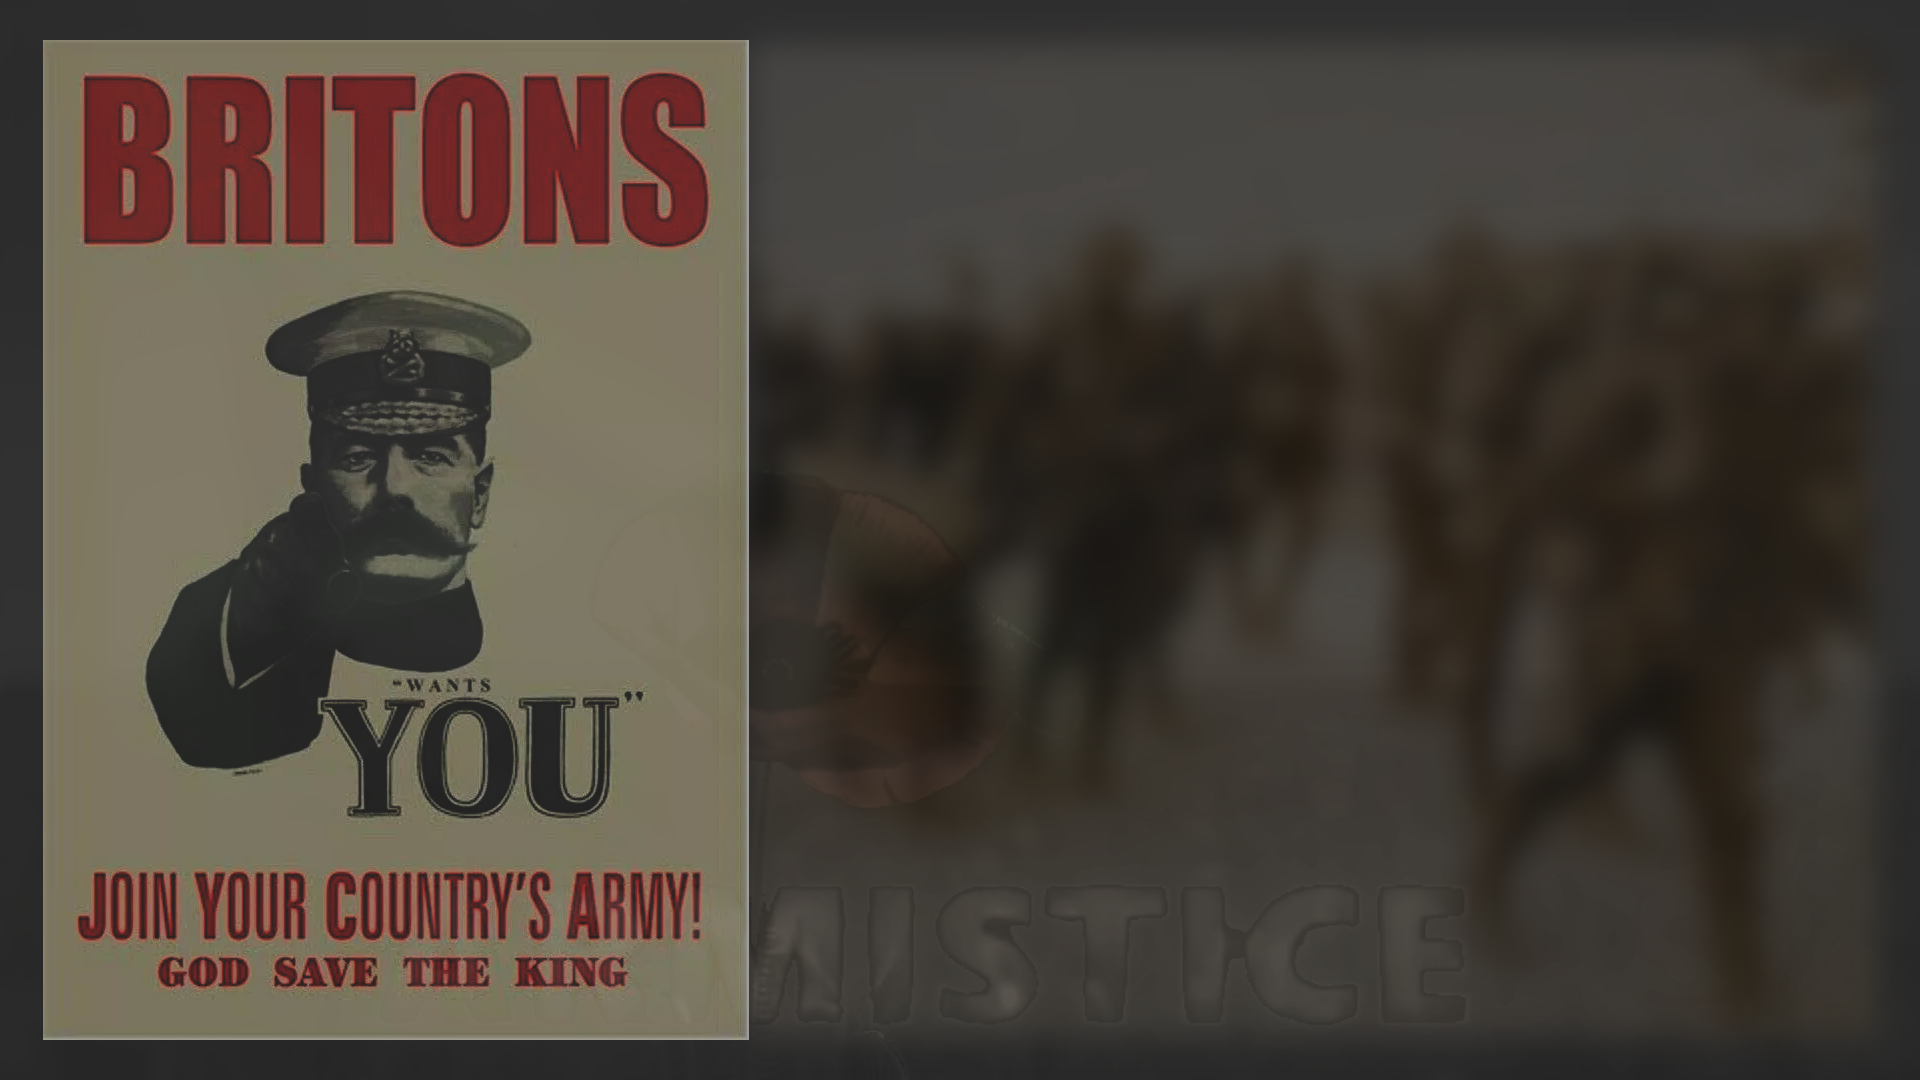 BRITONS
"WANTS
YOU"
JOIN YOUR COUNTRY'S ARMY!
GOD SAVE THE KING
MISTICE